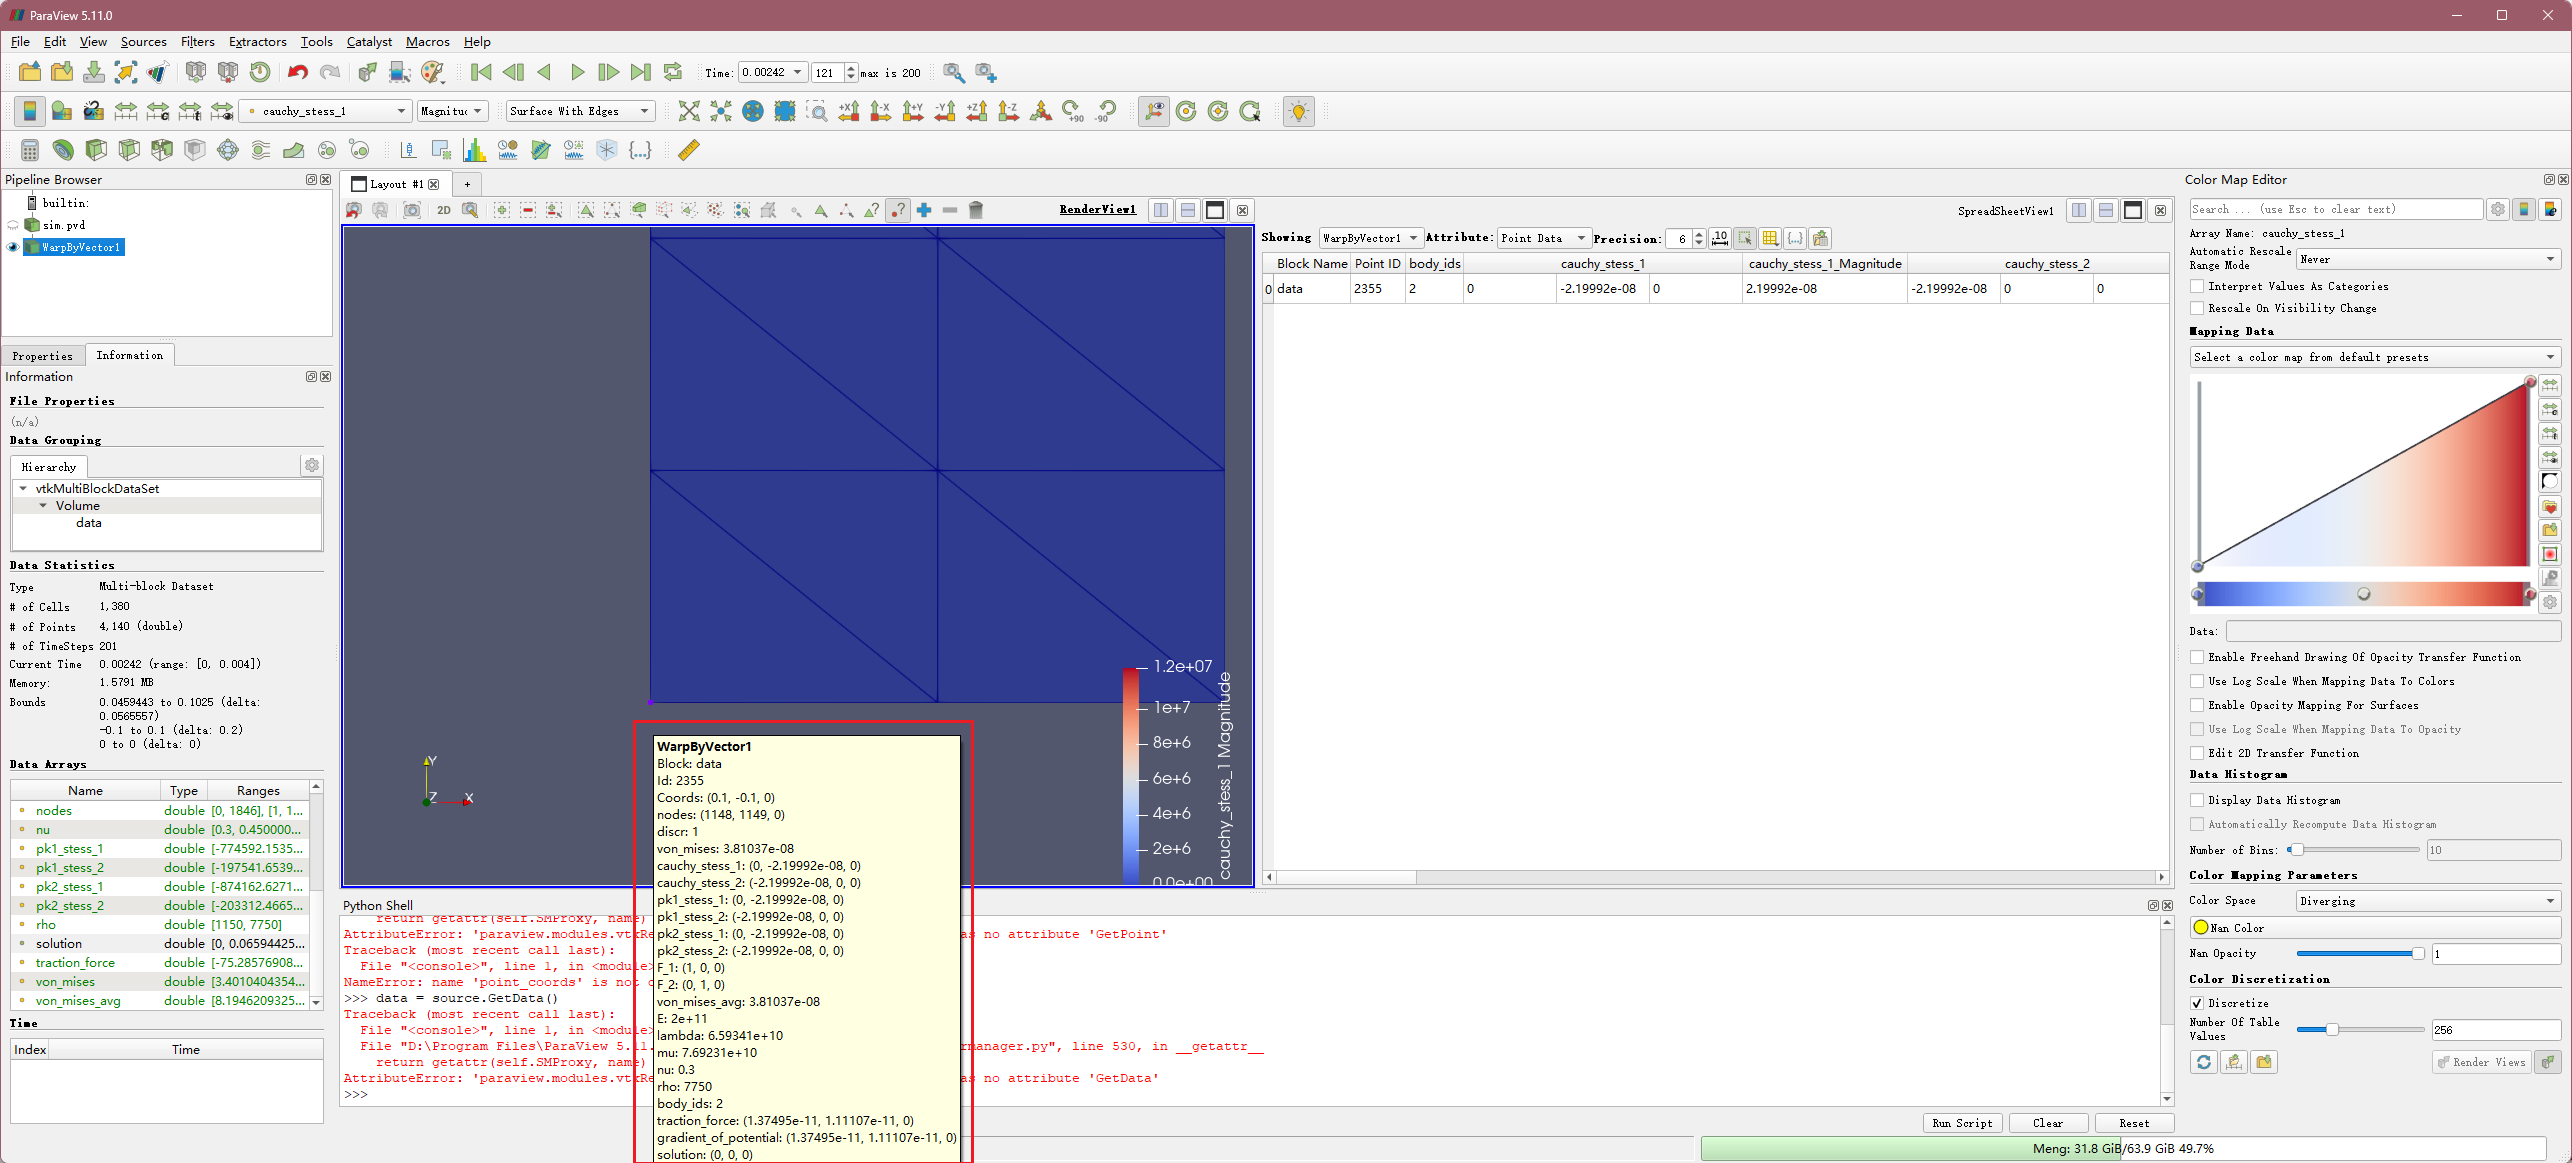 ParaView 5.11.0
File Edit View Sources Filters Extractors Tools Catalyst Macros Help
Time: 0.00242 121 max is 200
cauchy_stess_1 Magnituc Surface With Edges
+X -X +Y -Y +Z -Z +90 -90
Pipeline Browser
builtin:
sim.pvd
WarpByVector1
Properties Information
Information
File Properties
(n/a)
Data Grouping
Hierarchy
vtkMultiBlockDataSet
Volume
data
Data Statistics
Type Multi-block Dataset
# of Cells 1,380
# of Points 4,140 (double)
# of TimeSteps 201
Current Time 0.00242 (range: [0, 0.004])
Memory: 1.5791 MB
Bounds 0.0459443 to 0.1025 (delta:
0.0565557)
-0.1 to 0.1 (delta: 0.2)
0 to 0 (delta: 0)
Data Arrays
Name Type Ranges
nodes double [0, 1846], [1, 1...
nu double [0.3, 0.450000...
pk1_stess_1 double [-774592.1535...
pk1_stess_2 double [-197541.6539...
pk2_stess_1 double [-874162.6271...
pk2_stess_2 double [-203312.4665...
rho double [1150, 7750]
solution double [0, 0.06594425...
traction_force double [-75.28576908...
von_mises double [3.4010404354...
von_mises_avg double [8.1946209325...
Time
Index Time
Layout #1 +
2D
RenderView1
Y
Z X
1.2e+07
1e+7
8e+6
6e+6
4e+6
2e+6
0.0e+00
cauchy_stess_1 Magnitude
WarpByVector1
Block: data
Id: 2355
Coords: (0.1, -0.1, 0)
nodes: (1148, 1149, 0)
discr: 1
von_mises: 3.81037e-08
cauchy_stess_1: (0, -2.19992e-08, 0)
cauchy_stess_2: (-2.19992e-08, 0, 0)
pk1_stess_1: (0, -2.19992e-08, 0)
pk1_stess_2: (-2.19992e-08, 0, 0)
pk2_stess_1: (0, -2.19992e-08, 0)
pk2_stess_2: (-2.19992e-08, 0, 0)
F_1: (1, 0, 0)
F_2: (0, 1, 0)
von_mises_avg: 3.81037e-08
E: 2e+11
lambda: 6.59341e+10
mu: 7.69231e+10
nu: 0.3
rho: 7750
body_ids: 2
traction_force: (1.37495e-11, 1.11107e-11, 0)
gradient_of_potential: (1.37495e-11, 1.11107e-11, 0)
solution: (0, 0, 0)
SpreadSheetView1
Showing WarpByVector1 Attribute: Point Data Precision: 6
Block Name Point ID body_ids cauchy_stess_1 cauchy_stess_1_Magnitude cauchy_stess_2
0 data 2355 2 0 -2.19992e-08 0 2.19992e-08 -2.19992e-08 0 0
Python Shell
return getattr(self.SMProxy, name)
AttributeError: 'paraview.modules.vtkRe as no attribute 'GetPoint'
Traceback (most recent call last):
File "<console>", line 1, in <module>
NameError: name 'point_coords' is not d
>>> data = source.GetData()
Traceback (most recent call last):
File "<console>", line 1, in <module>
File "D:\Program Files\ParaView 5.11. rmanager.py", line 530, in __getattr__
return getattr(self.SMProxy, name)
AttributeError: 'paraview.modules.vtkRe as no attribute 'GetData'
>>>
Run Script Clear Reset
Meng: 31.8 GiB/63.9 GiB 49.7%
Color Map Editor
Search ... (use Esc to clear text)
Array Name: cauchy_stess_1
Automatic Rescale
Range Mode Never
Interpret Values As Categories
Rescale On Visibility Change
Mapping Data
Select a color map from default presets
Data:
Enable Freehand Drawing Of Opacity Transfer Function
Use Log Scale When Mapping Data To Colors
Enable Opacity Mapping For Surfaces
Use Log Scale When Mapping Data To Opacity
Edit 2D Transfer Function
Data Histogram
Display Data Histogram
Automatically Recompute Data Histogram
Number of Bins: 10
Color Mapping Parameters
Color Space Diverging
Nan Color
Nan Opacity 1
Color Discretization
Discretize
Number Of Table
Values 256
Render Views